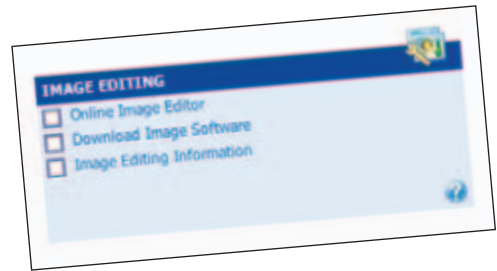 IMAGE EDITING
Online Image Editor
Download Image Software
Image Editing Information
?